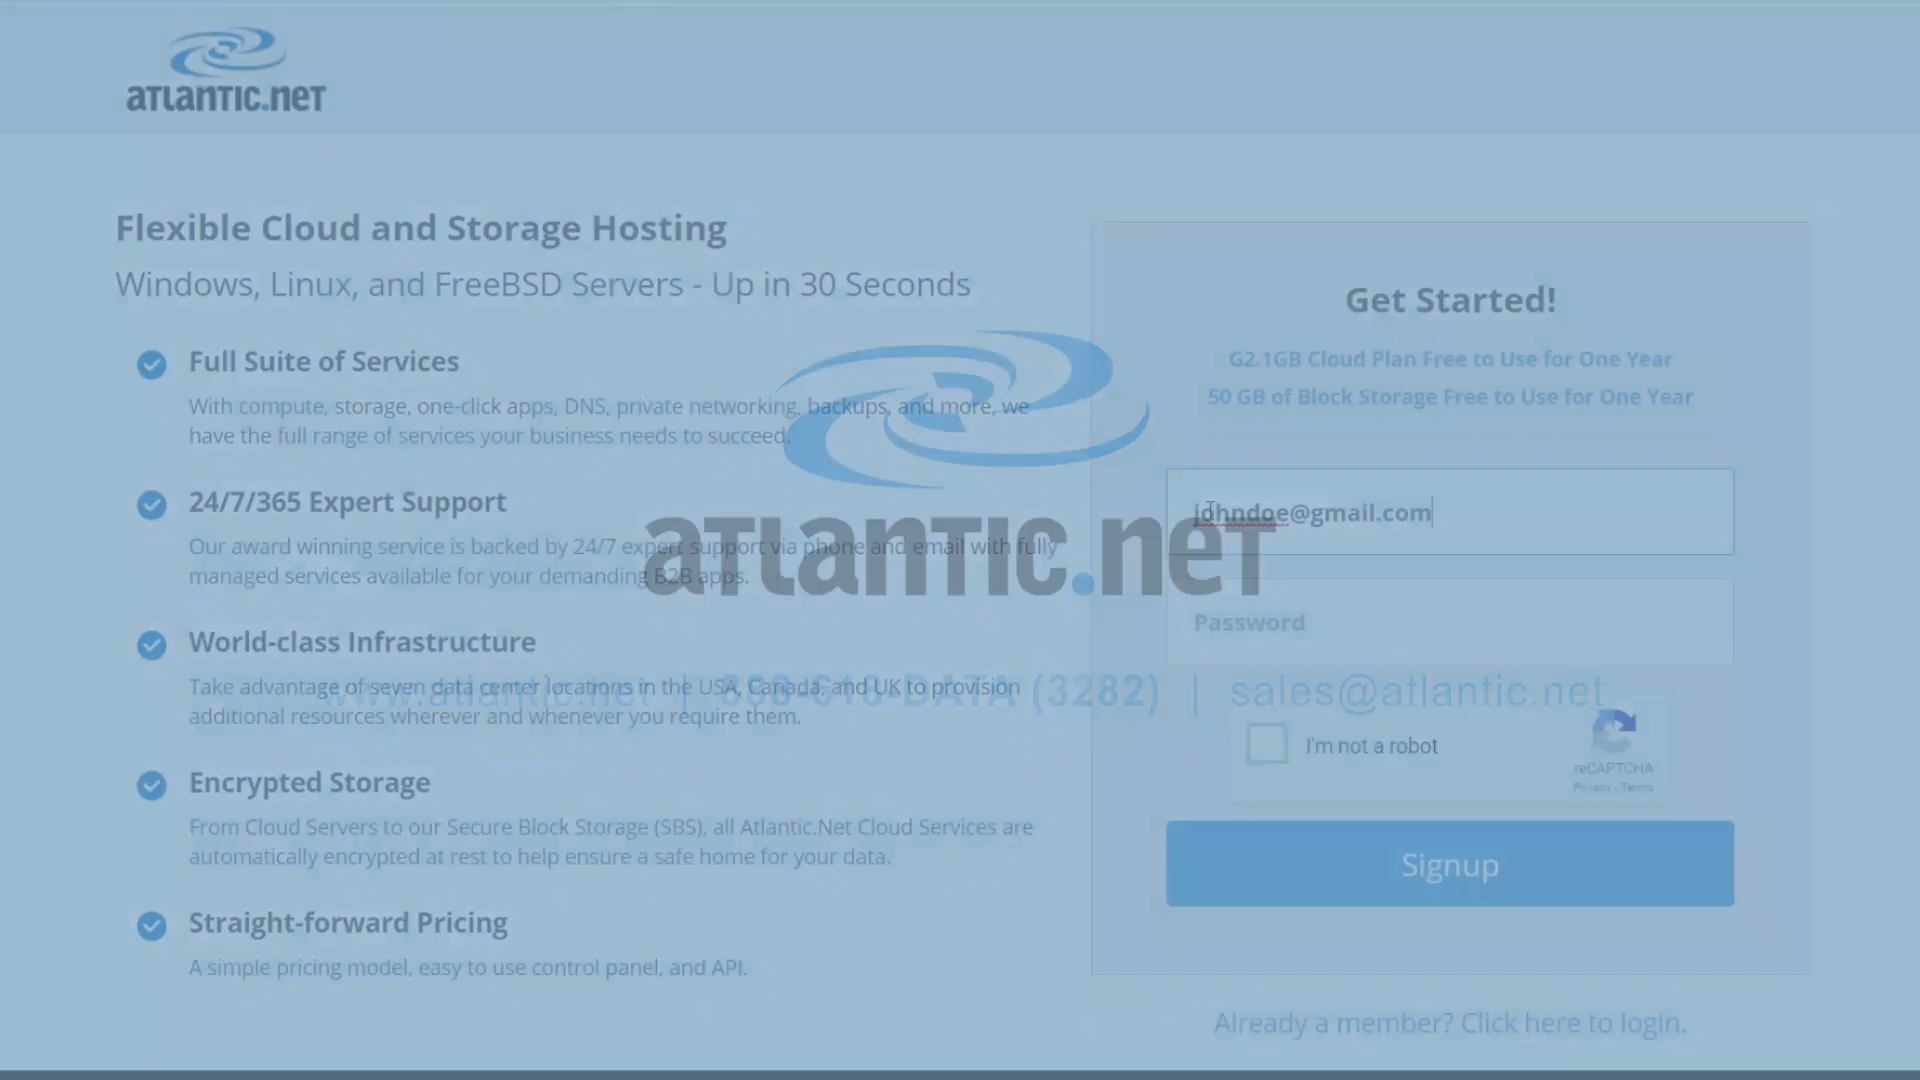 atlantic.net
Flexible Cloud and Storage Hosting
Windows, Linux, and FreeBSD Servers - Up in 30 Seconds
Full Suite of Services
With compute, storage, one-click apps, DNS, private networking, backups, and more, we
have the full range of services your business needs to succeed.
24/7/365 Expert Support
Our award winning service is backed by 24/7 expert support via phone and email with fully
managed services available for your demanding B2B apps.
World-class Infrastructure
Take advantage of seven data center locations in the USA, Canada, and UK to provision
additional resources wherever and whenever you require them.
Encrypted Storage
From Cloud Servers to our Secure Block Storage (SBS), all Atlantic.Net Cloud Services are
automatically encrypted at rest to help ensure a safe home for your data.
Straight-forward Pricing
A simple pricing model, easy to use control panel, and API.
Get Started!
G2.1GB Cloud Plan Free to Use for One Year
50 GB of Block Storage Free to Use for One Year
johndoe@gmail.com
Password
I'm not a robot
reCAPTCHA
Privacy - Terms
Signup
Already a member? Click here to login.
atlantic.net
www.atlantic.net | 888-618-DATA (3282) | sales@atlantic.net